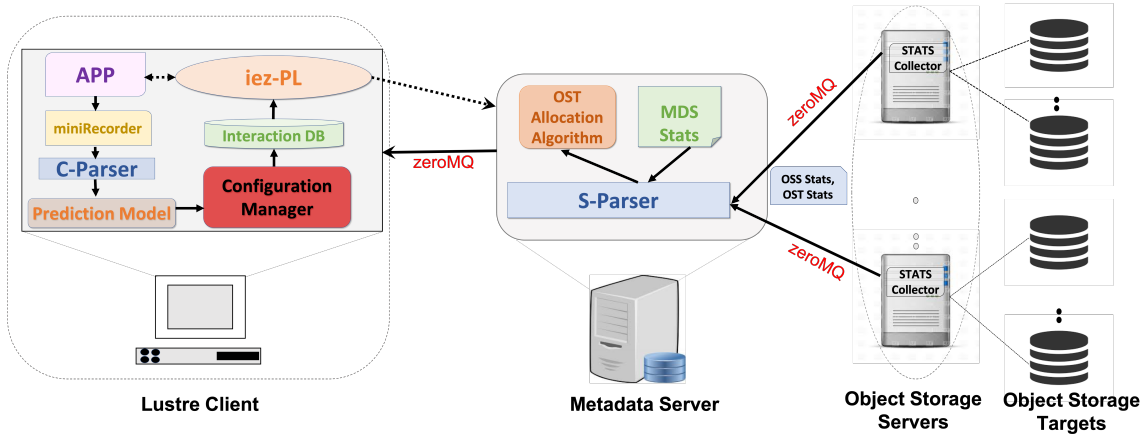 APP
iez-PL
miniRecorder
Interaction DB
C-Parser
Configuration
Manager
Prediction Model
zeroMQ
Lustre Client
OST
Allocation
Algorithm
MDS
Stats
S-Parser
Metadata Server
zeroMQ
OSS Stats,
OST Stats
zeroMQ
STATS
Collector
STATS
Collector
Object Storage
Servers
Object Storage
Targets